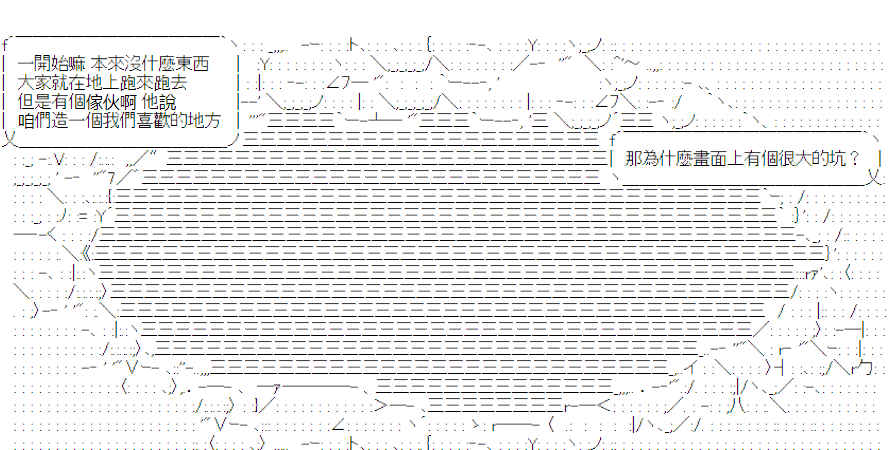 一開始嘛 本來沒什麼東西
大家就在地上跑來跑去
但是有個傢伙啊 他說
咱們造一個我們喜歡的地方
那為什麼畫面上有個很大的坑？